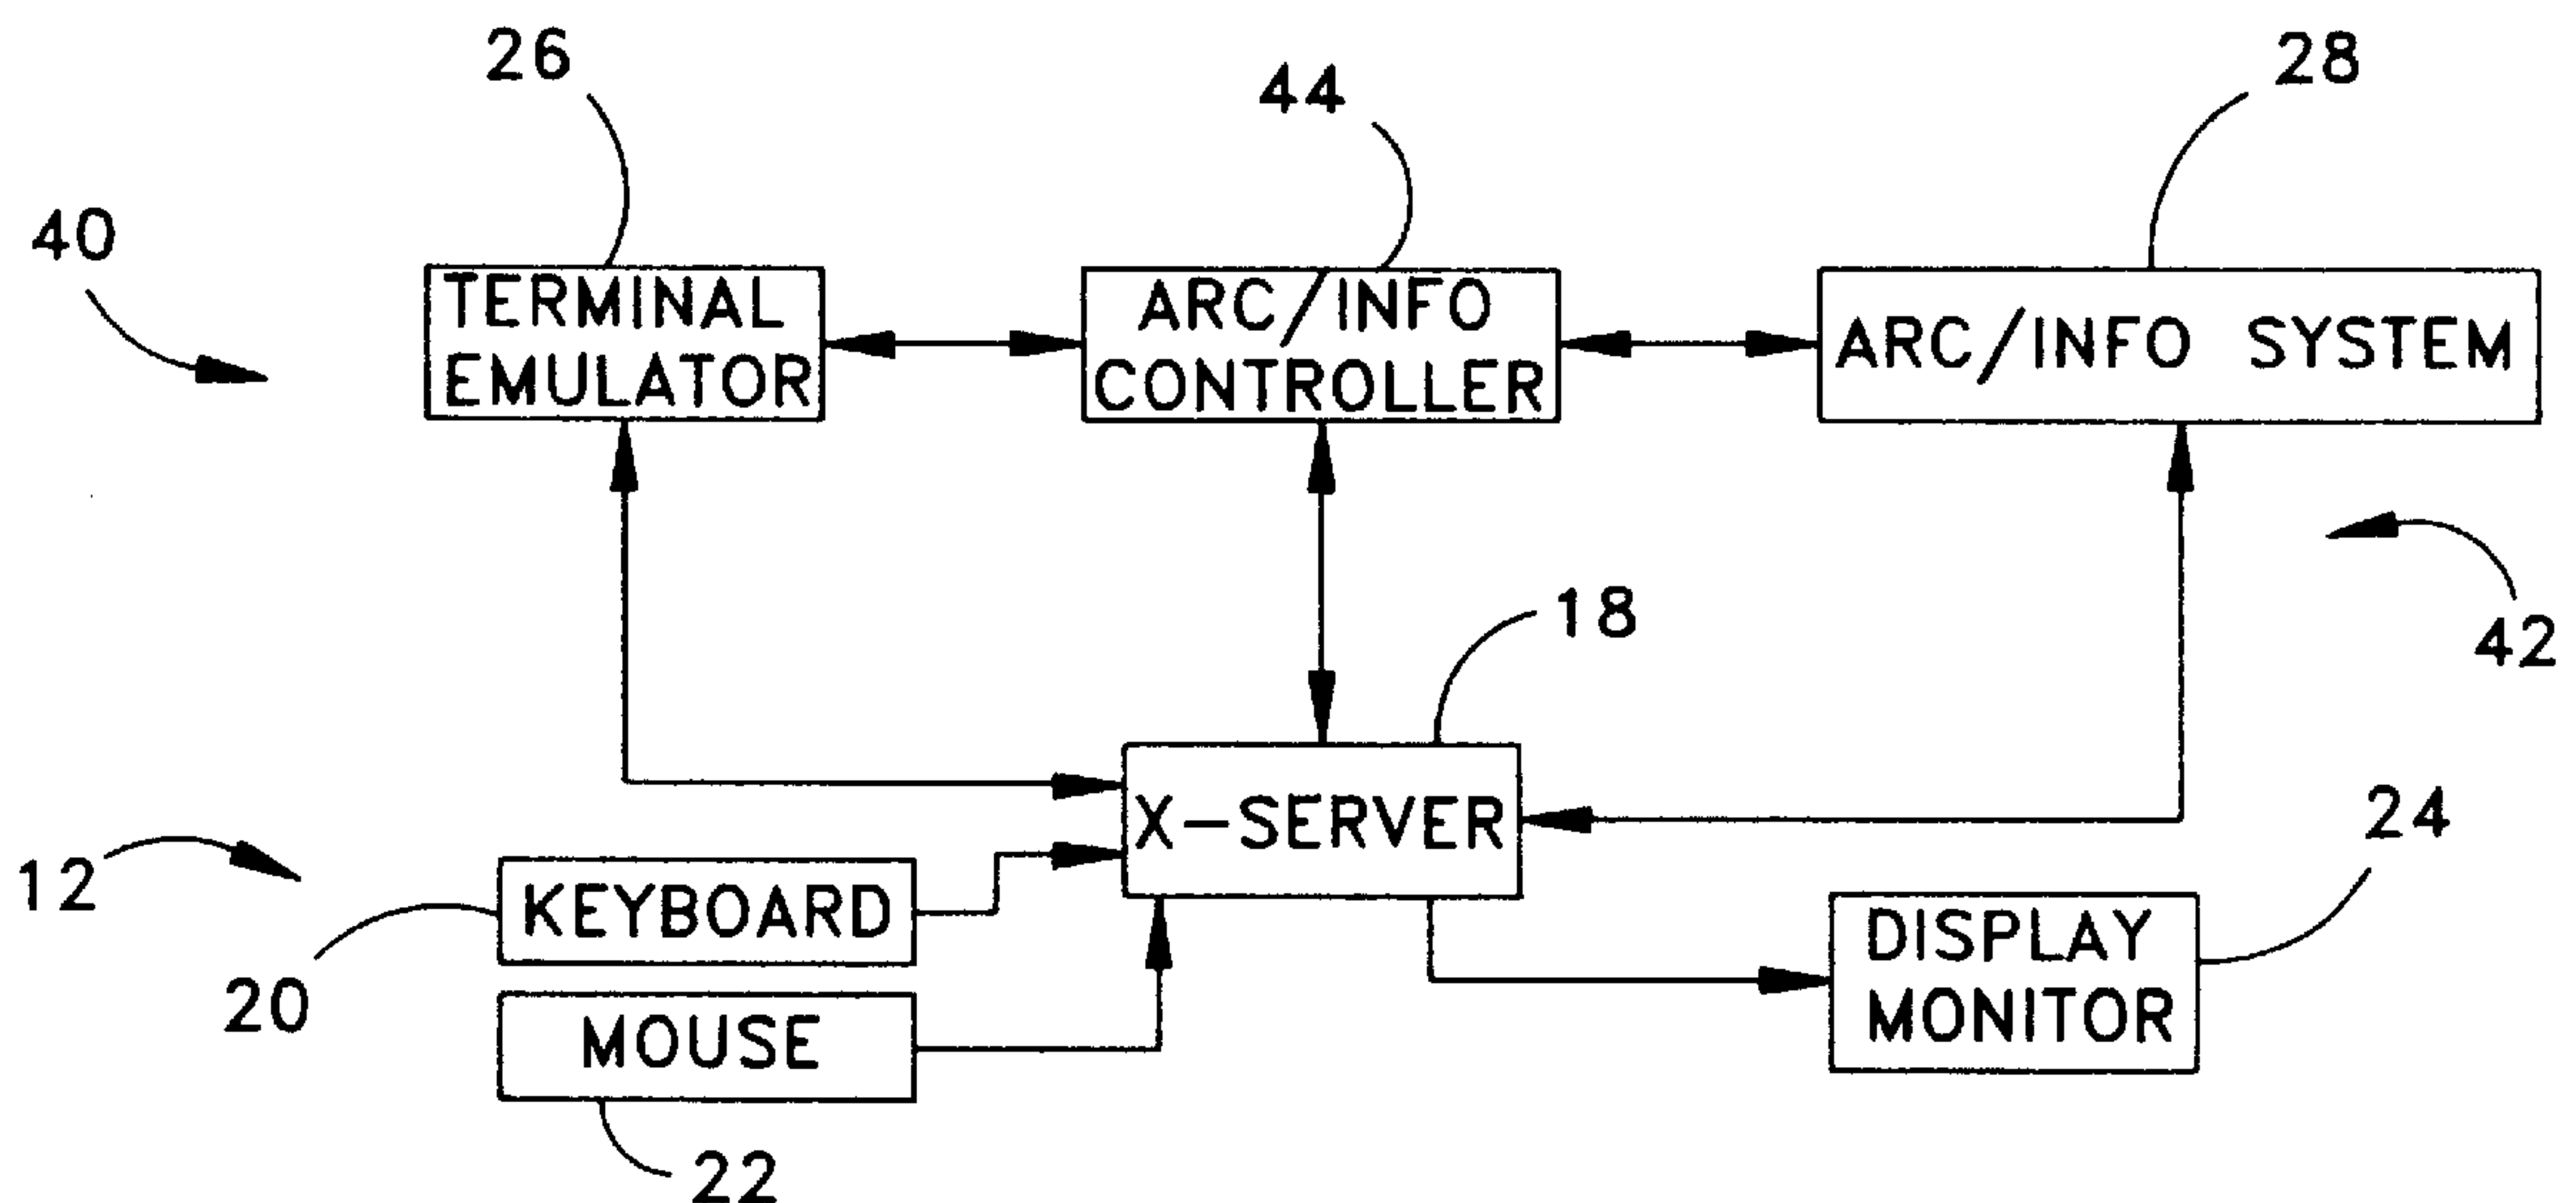 26
44
28
40
TERMINAL
EMULATOR
ARC/INFO
CONTROLLER
ARC/INFO SYSTEM
18
42
X-SERVER
24
12
KEYBOARD
20
DISPLAY
MONITOR
MOUSE
22